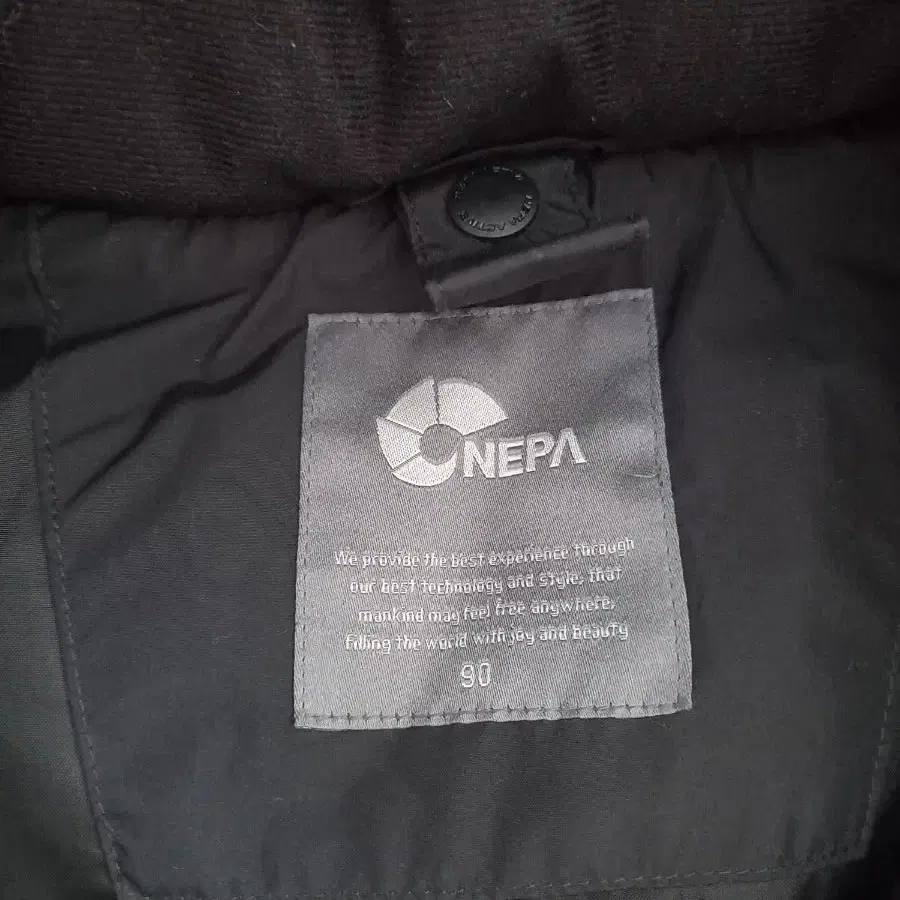 NEPA
We provide the best experience through
our best technology and style, that
mankind may feel free anywhere,
filling the world with joy and beauty
90